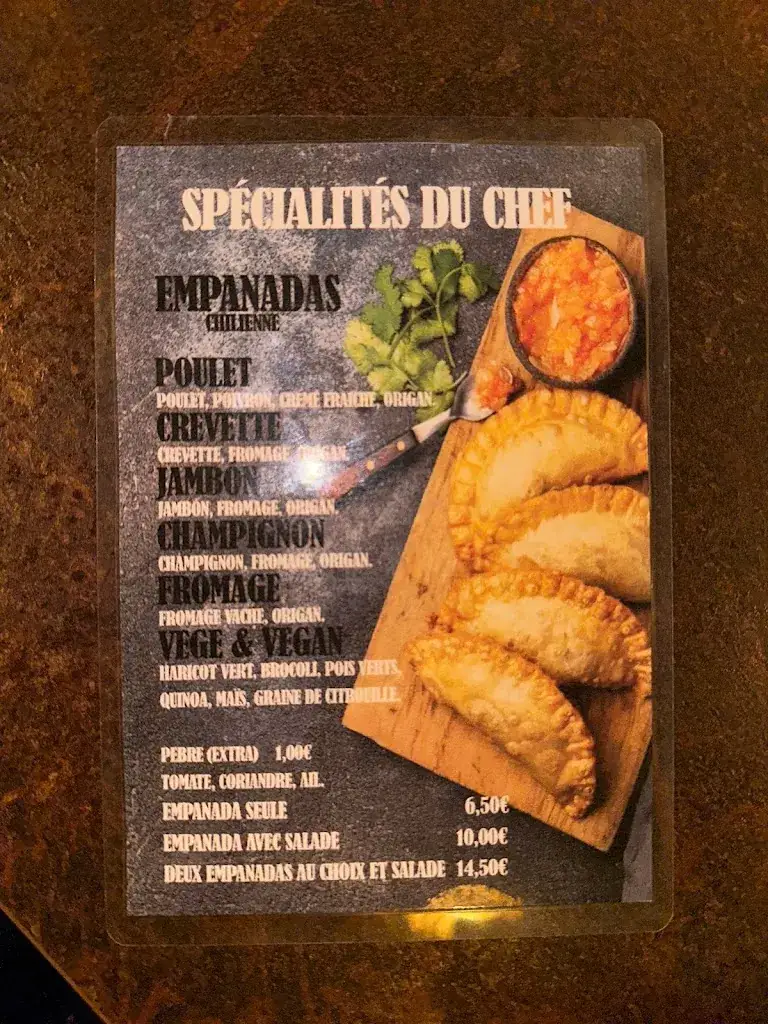 SPÉCIALITÉS DU CHEF
EMPANADAS
CHILIENNE
POULET
POULET, POIVRON, CREME FRAICHE, ORIGAN.
CREVETTE
CREVETTE, FROMAGE, ORIGAN.
JAMBON
JAMBON, FROMAGE, ORIGAN.
CHAMPIGNON
CHAMPIGNON, FROMAGE, ORIGAN.
FROMAGE
FROMAGE VACHE, ORIGAN.
VEGE & VEGAN
HARICOT VERT, BROCOLI, POIS VERTS,
QUINOA, MAÏS, GRAINE DE CITROUILLE.
PEBRE (EXTRA) 1,00€
TOMATE, CORIANDRE, AIL.
EMPANADA SEULE 6,50€
EMPANADA AVEC SALADE 10,00€
DEUX EMPANADAS AU CHOIX ET SALADE 14,50€